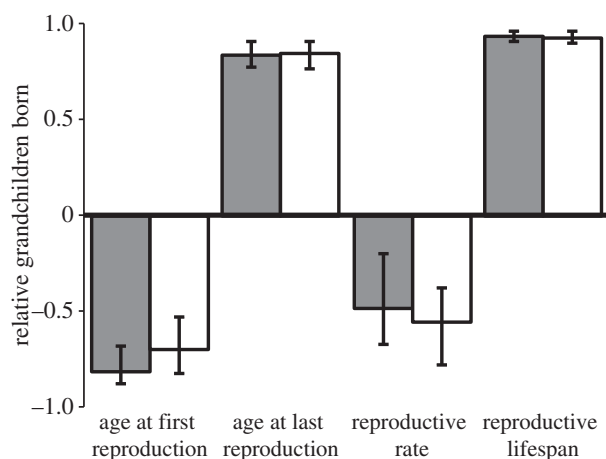 relative grandchildren born
1.0
0.5
0
–0.5
–1.0
age at first
reproduction
age at last
reproduction
reproductive
rate
reproductive
lifespan